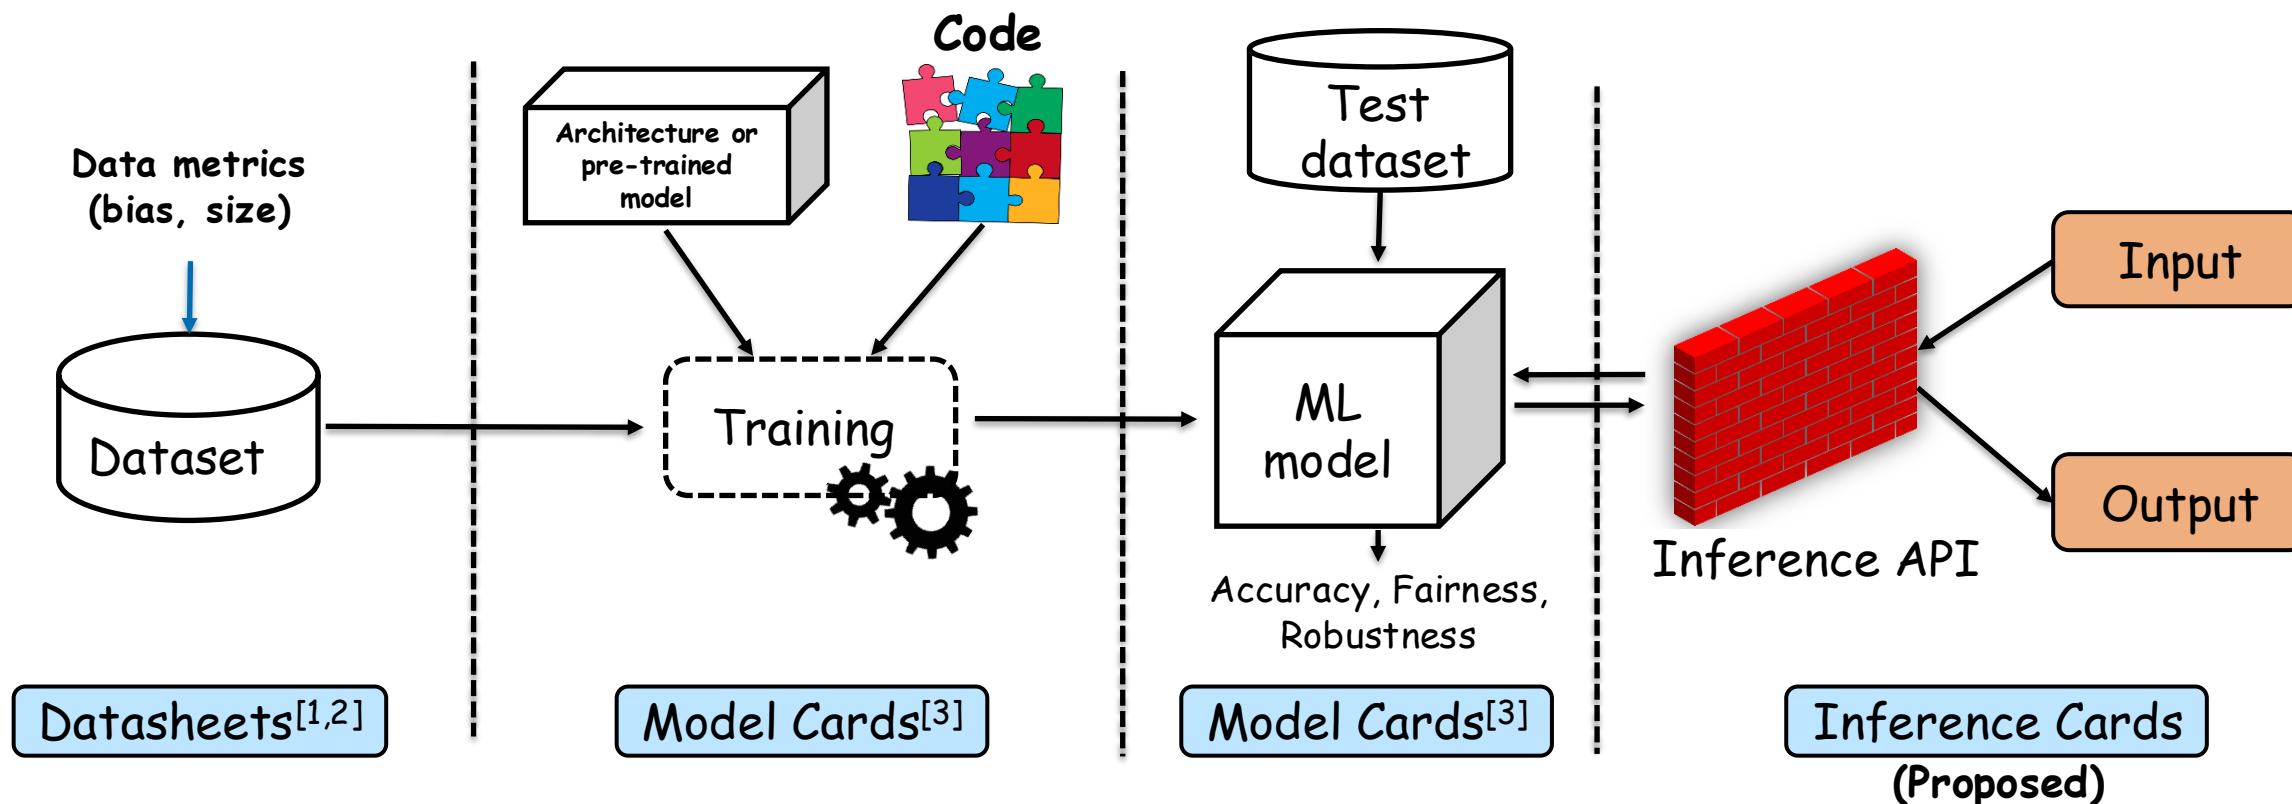 Data metrics
(bias, size)
Dataset
Datasheets[1,2]
Architecture or
pre-trained
model
Code
Training
Model Cards[3]
Test
dataset
ML
model
Accuracy, Fairness,
Robustness
Model Cards[3]
Input
Output
Inference API
Inference Cards
(Proposed)